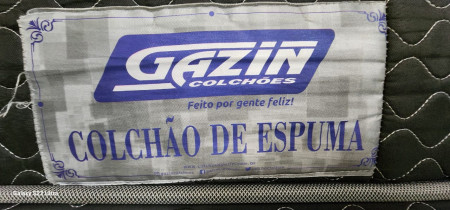 GAZIN
COLCHÕES
Feito por gente feliz!
COLCHÃO DE ESPUMA